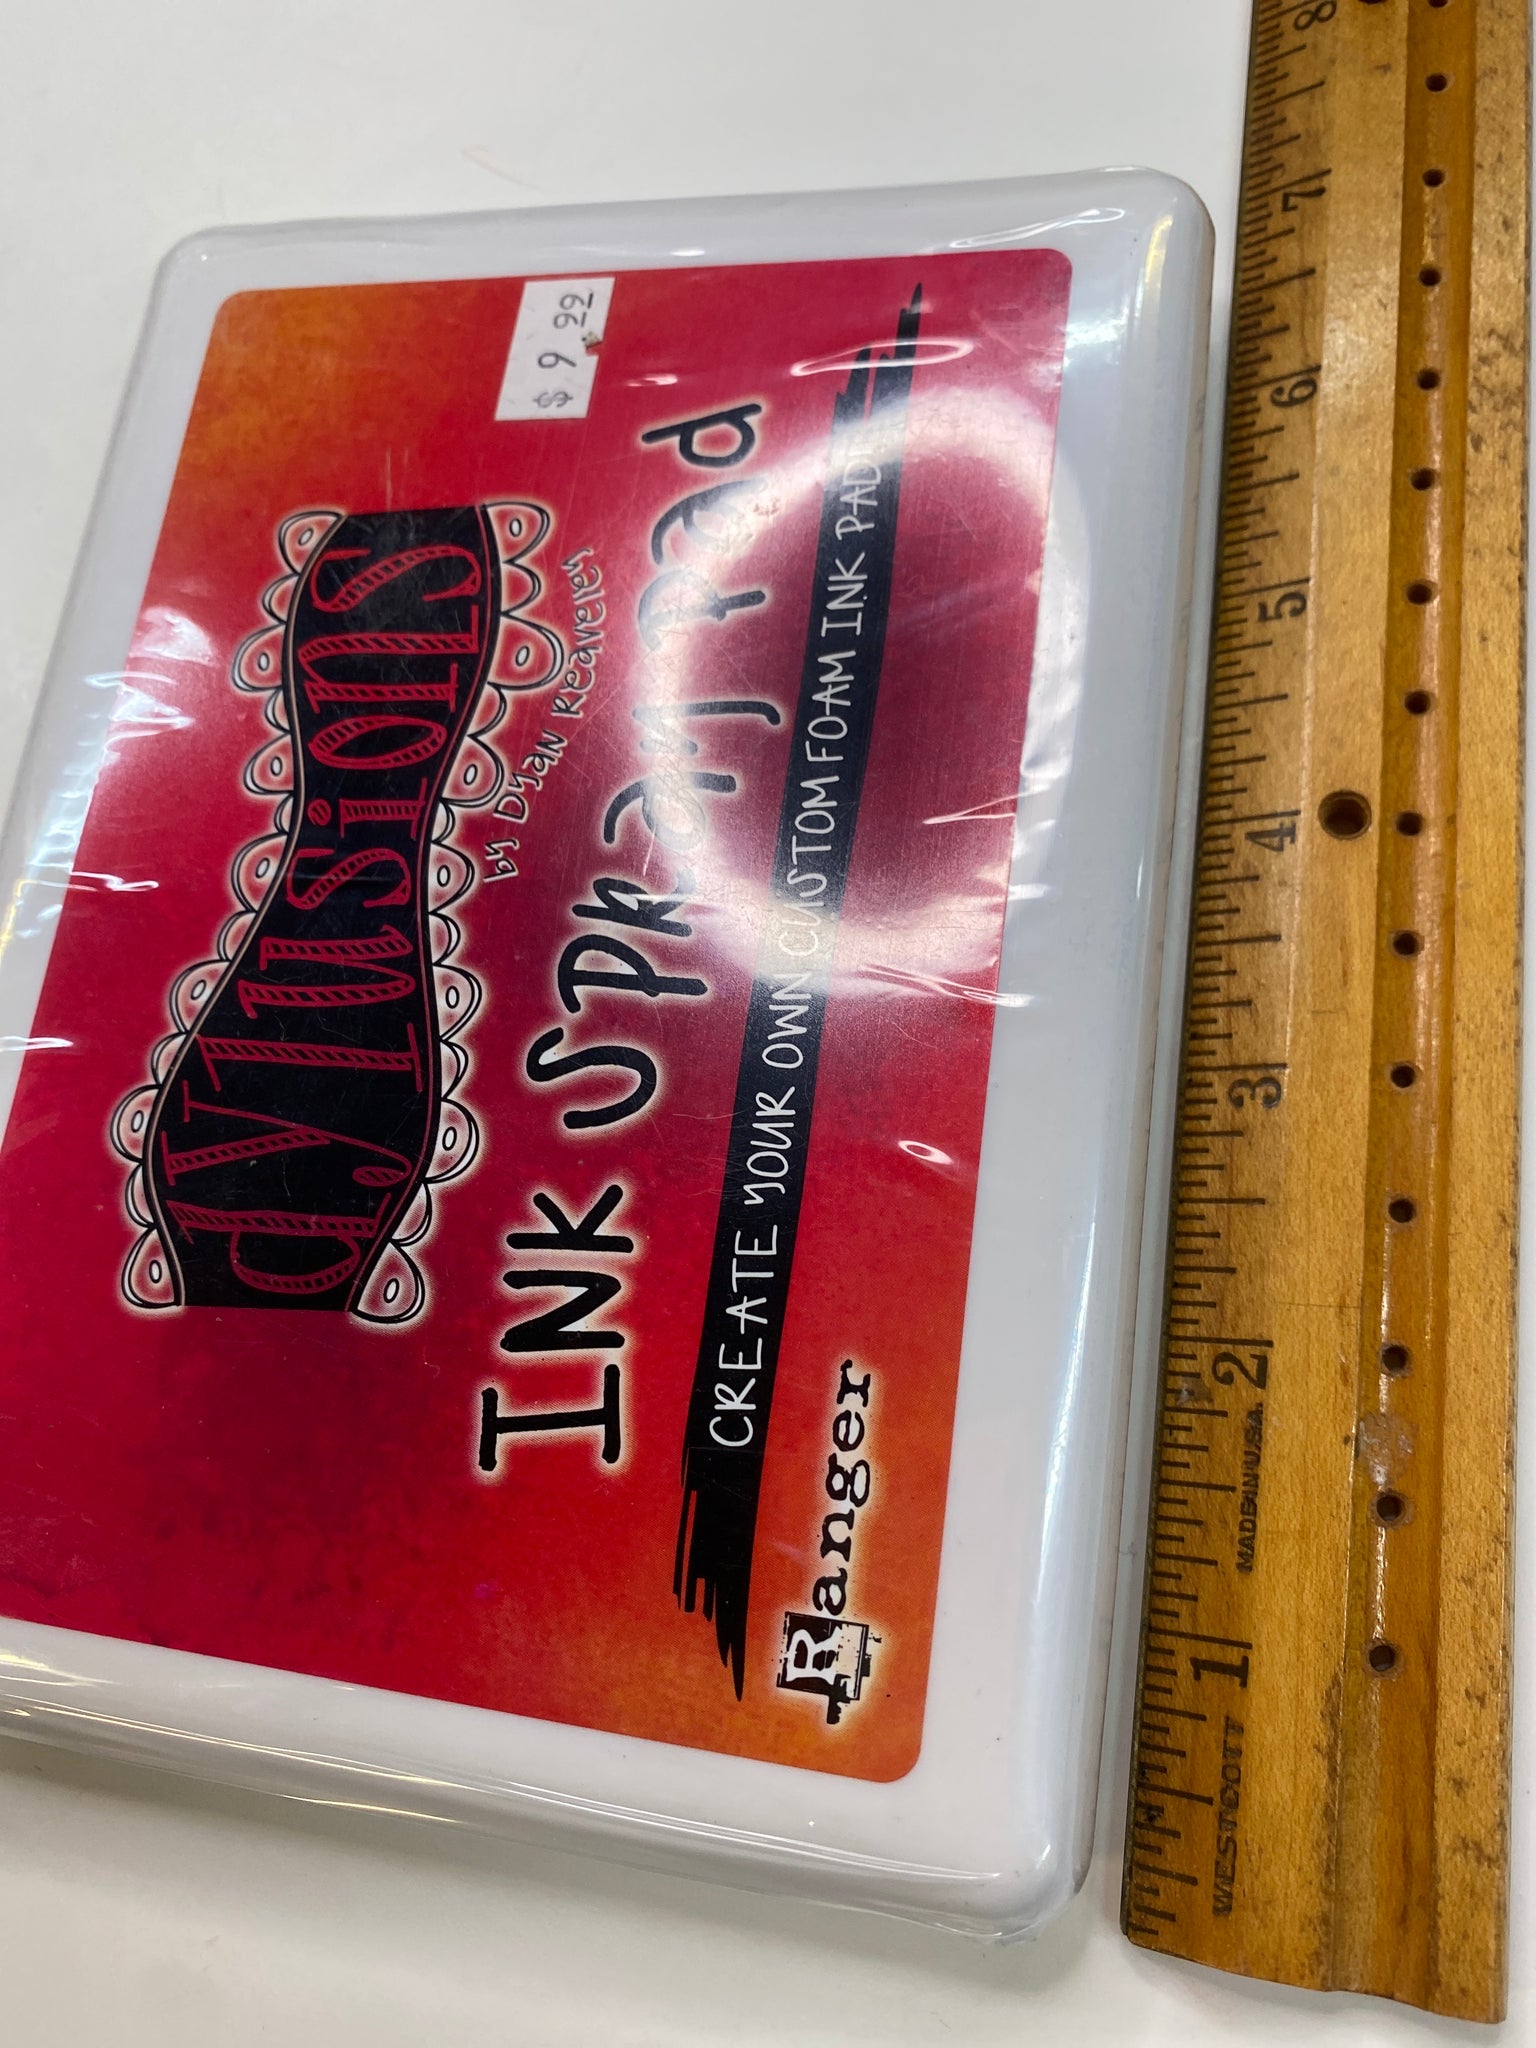 $ 9 99
dylusions
by Dyan Reaveley
INK SPRAY PAD
CREATE YOUR OWN CUSTOM FOAM INK PAD!
Ranger
8
7
6
5
4
3
2
MADE IN U.S.A.
1
WESTCOTT